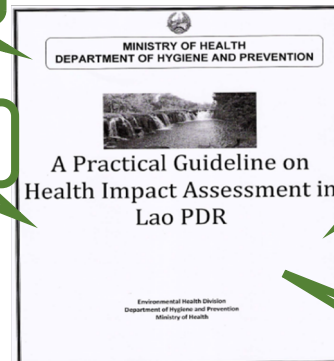 MINISTRY OF HEALTH
DEPARTMENT OF HYGIENE AND PREVENTION
A Practical Guideline on
Health Impact Assessment in
Lao PDR
Environmental Health Division
Department of Hygiene and Prevention
Ministry of Health